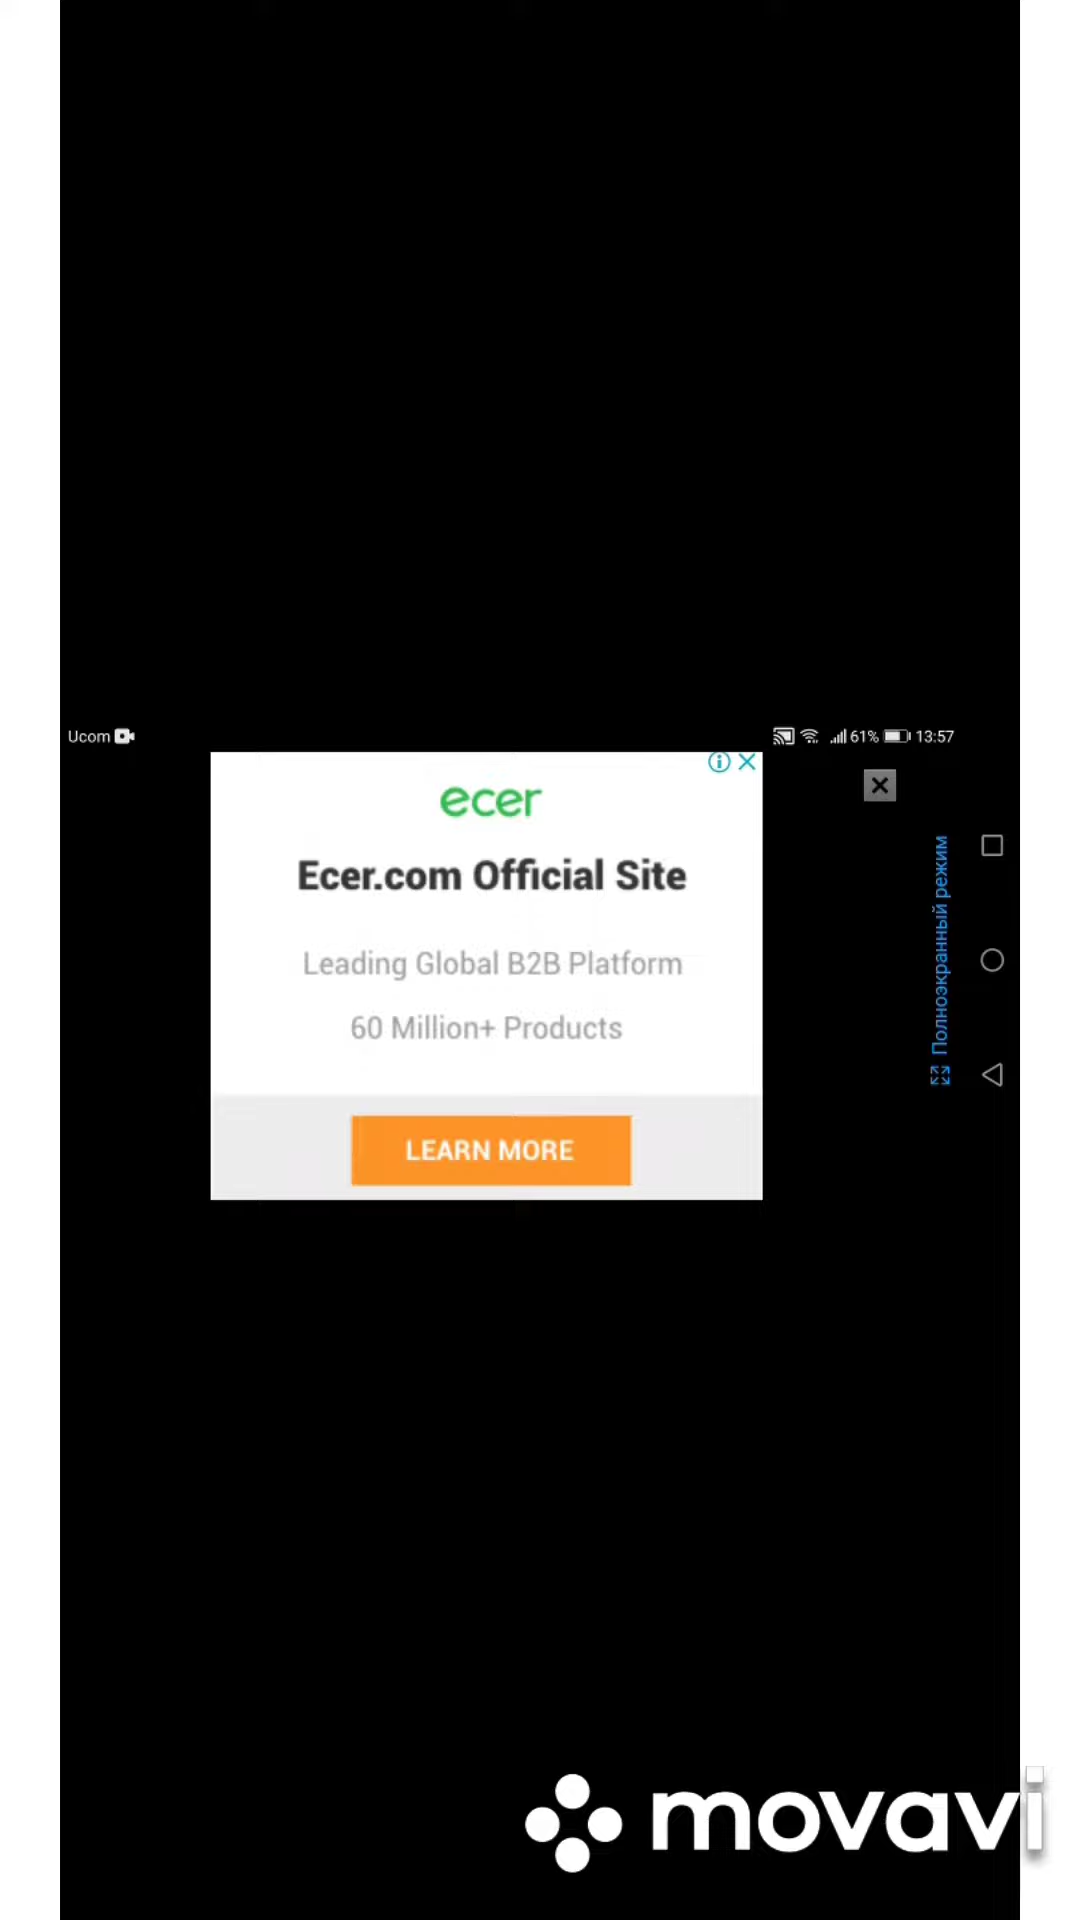 Ucom
61% 13:57
ecer
Ecer.com Official Site
Leading Global B2B Platform
60 Million+ Products
LEARN MORE
Полноэкранный режим
movavi